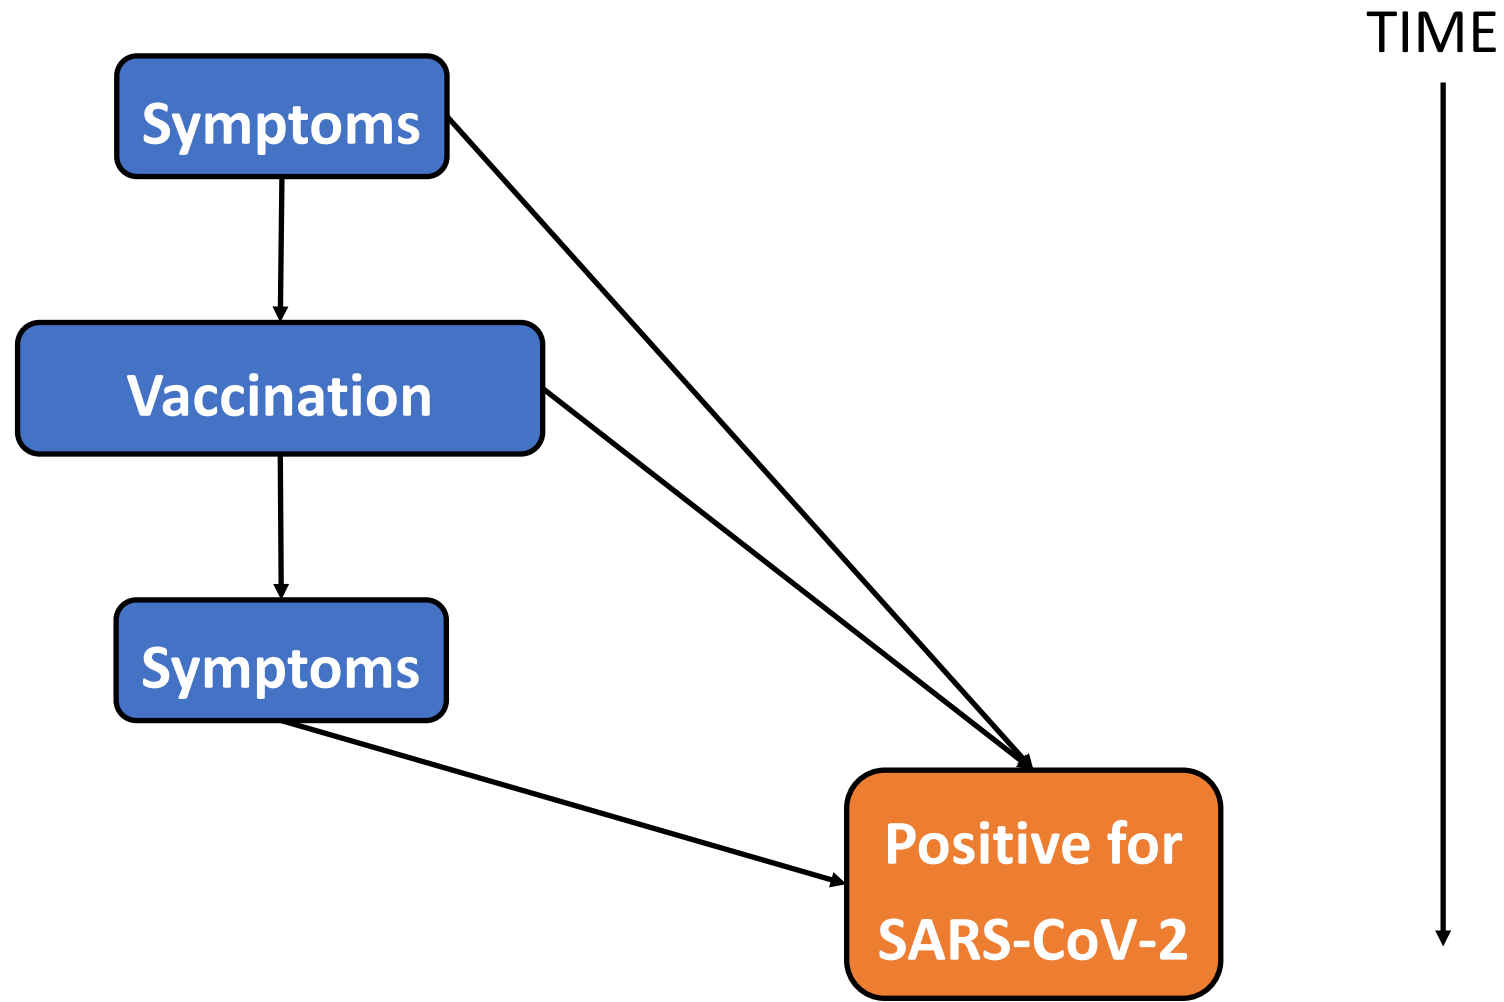 TIME
Symptoms
Vaccination
Symptoms
Positive for
SARS-CoV-2